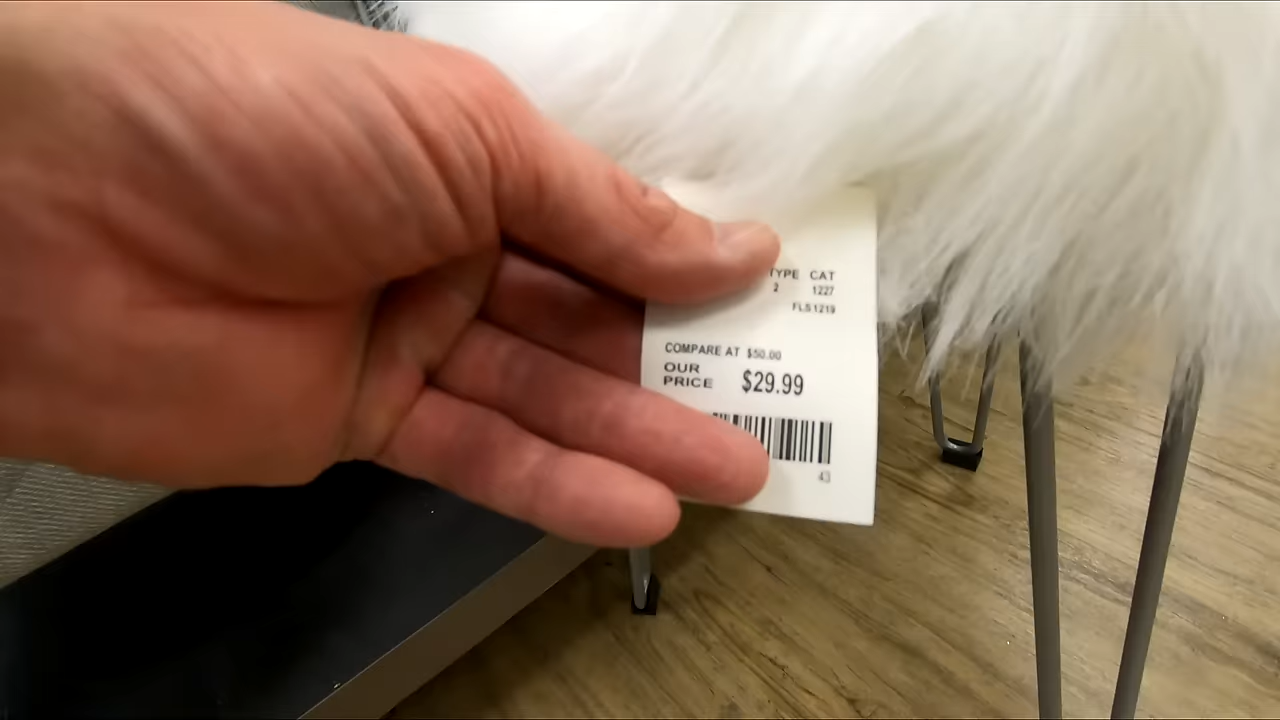 TYPE CAT
2 1227
FLS1219
COMPARE AT $50.00
OUR
PRICE $29.99
43